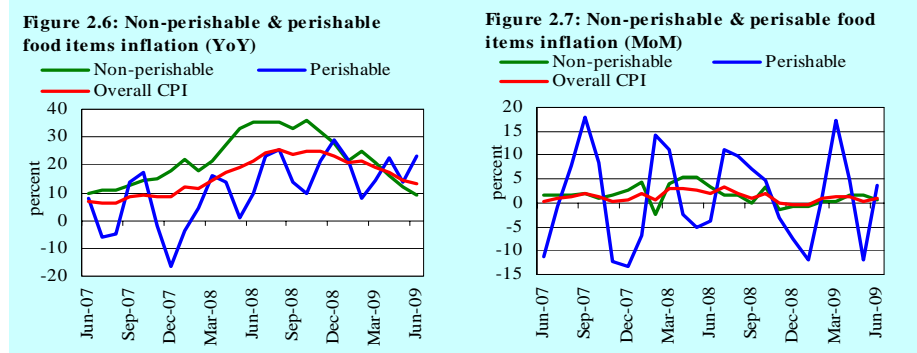 Figure 2.6: Non-perishable & perishable
food items inflation (YoY)
Non-perishable
Perishable
Overall CPI
percent
40
30
20
10
0
-10
-20
Jun-07
Sep-07
Dec-07
Mar-08
Jun-08
Sep-08
Dec-08
Mar-09
Jun-09
Figure 2.7: Non-perishable & perisable food
items inflation (MoM)
Non-perishable
Perishable
Overall CPI
percent
20
15
10
5
0
-5
-10
-15
Jun-07
Sep-07
Dec-07
Mar-08
Jun-08
Sep-08
Dec-08
Mar-09
Jun-09